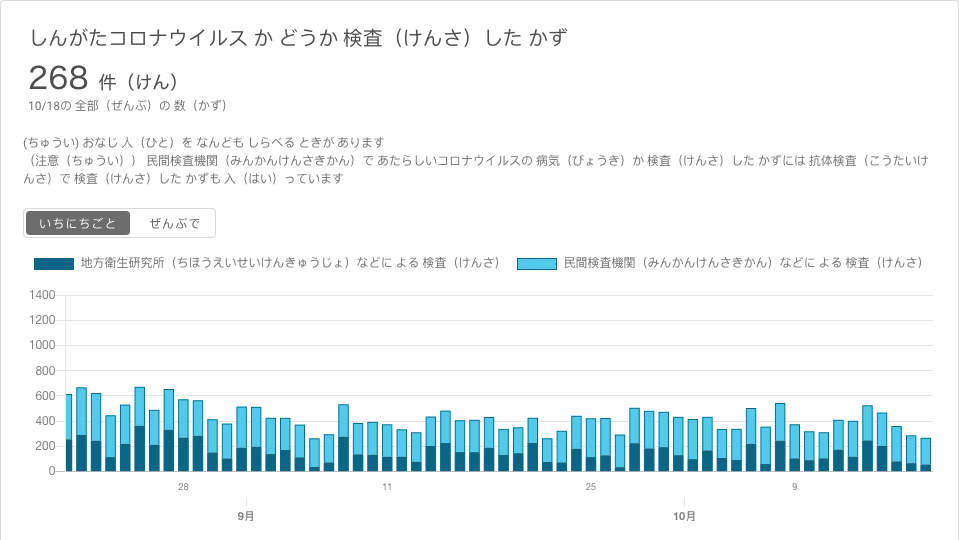 しんがたコロナウイルス か どうか 検査（けんさ）した かず
268 件（けん）
10/18の 全部（ぜんぶ）の 数（かず）
(ちゅうい) おなじ 人（ひと）を なんども しらべる ときが あります
（注意（ちゅうい）） 民間検査機関（みんかんけんさきかん）で あたらしいコロナウイルスの 病気（びょうき）か 検査（けんさ）した かずには 抗体検査（こうたいけ
んさ）で 検査（けんさ）した かずも 入（はい）っています
いちにちごと ぜんぶで
地方衛生研究所（ちほうえいせいけんきゅうじょ）などに よる 検査（けんさ） 民間検査機関（みんかんけんさきかん）などに よる 検査（けんさ）
1400
1200
1000
800
600
400
200
0
28 11 25 9
9月 10月